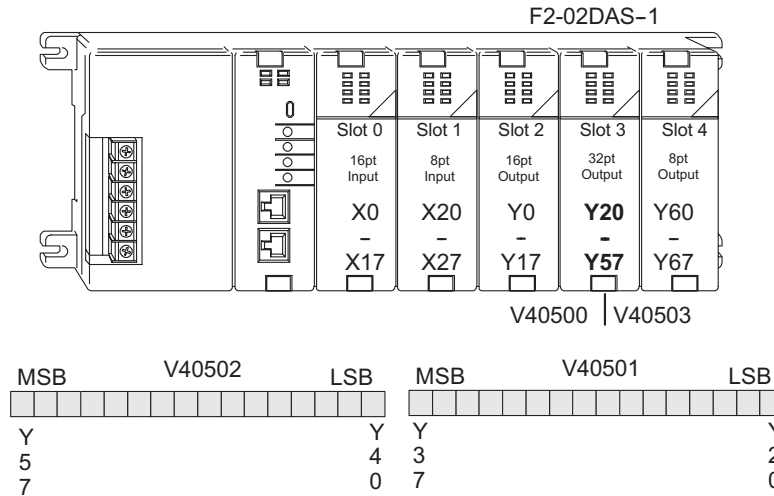 F2-02DAS-1
Slot 0 Slot 1 Slot 2 Slot 3 Slot 4
16pt Input 8pt Input 16pt Output 32pt Output 8pt Output
X0 X20 Y0 Y20 Y60
- - - - -
X17 X27 Y17 Y57 Y67
V40500 V40503
MSB V40502 LSB MSB V40501 LSB
Y Y Y Y
5 4 3 2
7 0 7 0